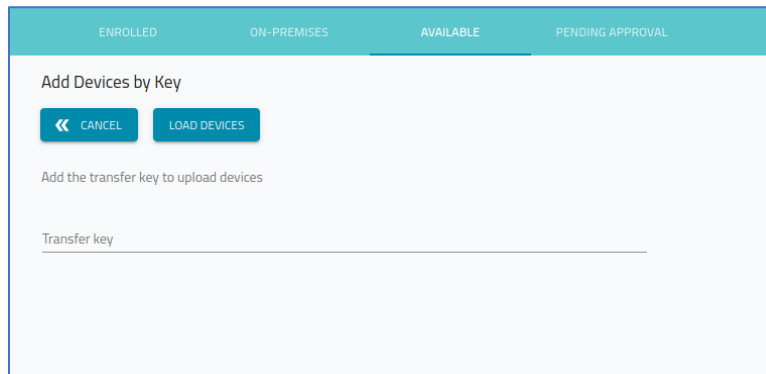 ENROLLED ON-PREMISES AVAILABLE PENDING APPROVAL
Add Devices by Key
CANCEL LOAD DEVICES
Add the transfer key to upload devices
Transfer key